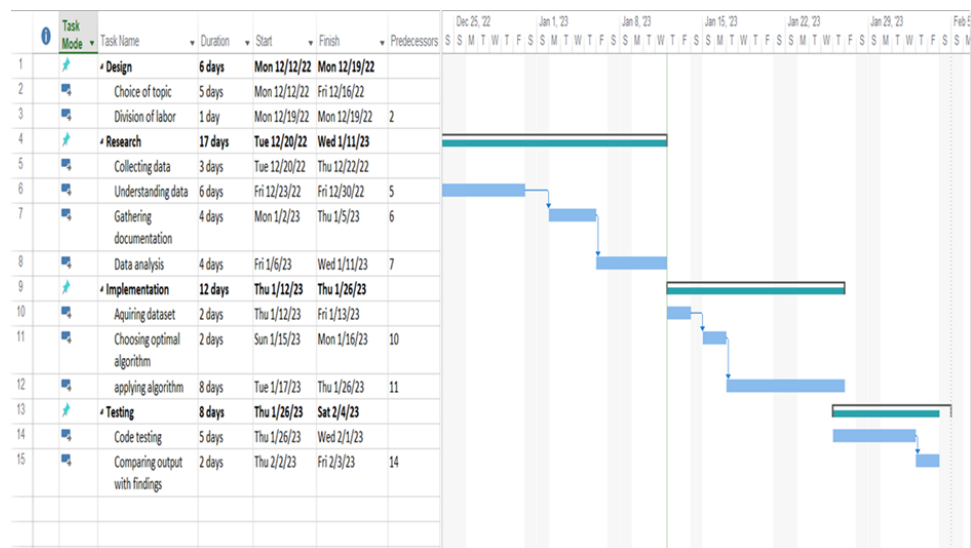 Dec 25, '22 Jan 1, '23 Jan 8, '23 Jan 15, '23 Jan 22, '23 Jan 29, '23 Feb 5
Task Mode Task Name Duration Start Finish Predecessors S S M T W T F S S M T W T F S S M T W T F S S M T W T F S S M T W T F S S M T W T F S S M
1 Design 6 days Mon 12/12/22 Mon 12/19/22
2 Choice of topic 5 days Mon 12/12/22 Fri 12/16/22
3 Division of labor 1 day Mon 12/19/22 Mon 12/19/22 2
4 Research 17 days Tue 12/20/22 Wed 1/11/23
5 Collecting data 3 days Tue 12/20/22 Thu 12/22/22
6 Understanding data 6 days Fri 12/23/22 Fri 12/30/22 5
7 Gathering documentation 4 days Mon 1/2/23 Thu 1/5/23 6
8 Data analysis 4 days Fri 1/6/23 Wed 1/11/23 7
9 Implementation 12 days Thu 1/12/23 Thu 1/26/23
10 Aquiring dataset 2 days Thu 1/12/23 Fri 1/13/23
11 Choosing optimal algorithm 2 days Sun 1/15/23 Mon 1/16/23 10
12 applying algorithm 8 days Tue 1/17/23 Thu 1/26/23 11
13 Testing 8 days Thu 1/26/23 Sat 2/4/23
14 Code testing 5 days Thu 1/26/23 Wed 2/1/23
15 Comparing output with findings 2 days Thu 2/2/23 Fri 2/3/23 14